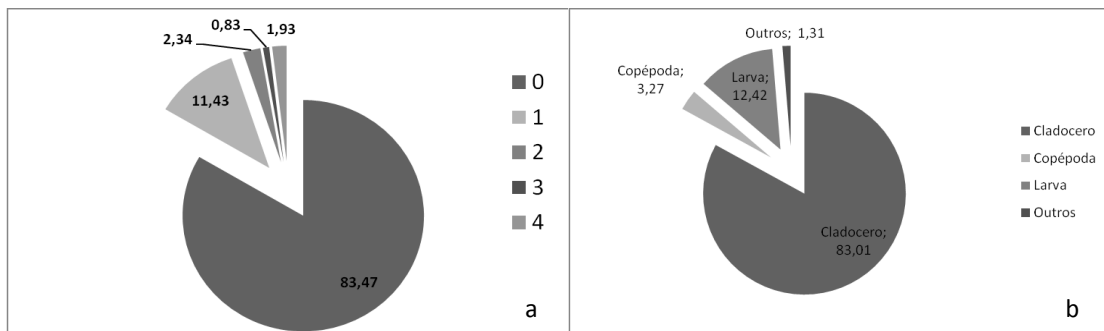 0,83
1,93
2,34
11,43
83,47
0
1
2
3
4
a
Outros; 1,31
Copépoda;
3,27
Larva;
12,42
Cladocero;
83,01
Cladocero
Copépoda
Larva
Outros
b